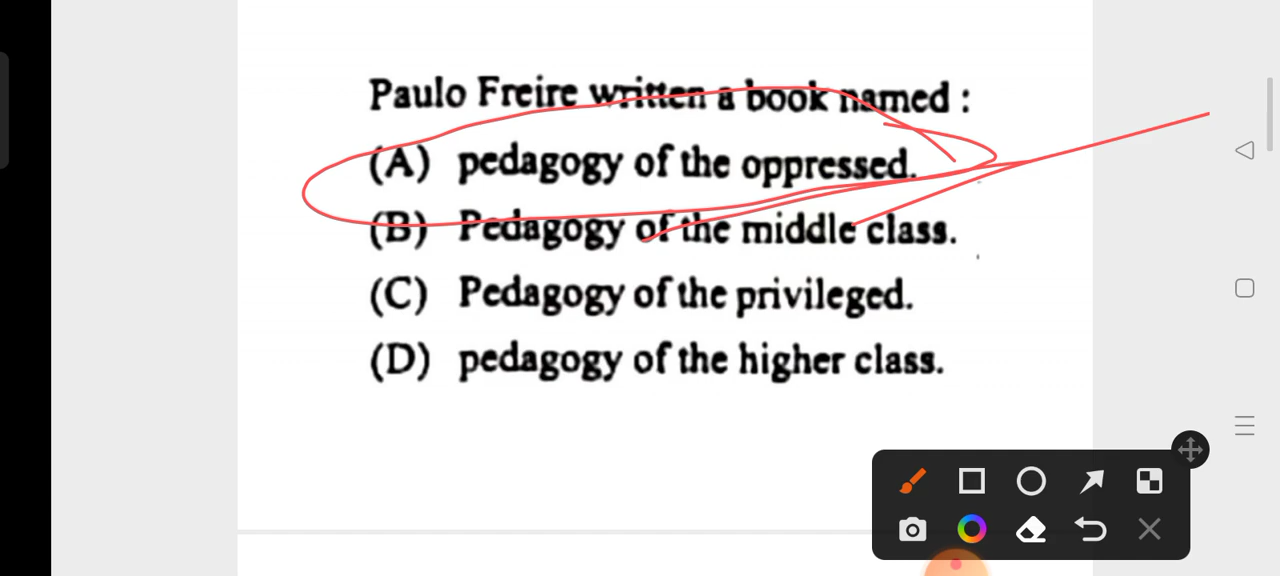 Paulo Freire written a book named :
(A) pedagogy of the oppressed.
(B) Pedagogy of the middle class.
(C) Pedagogy of the privileged.
(D) pedagogy of the higher class.